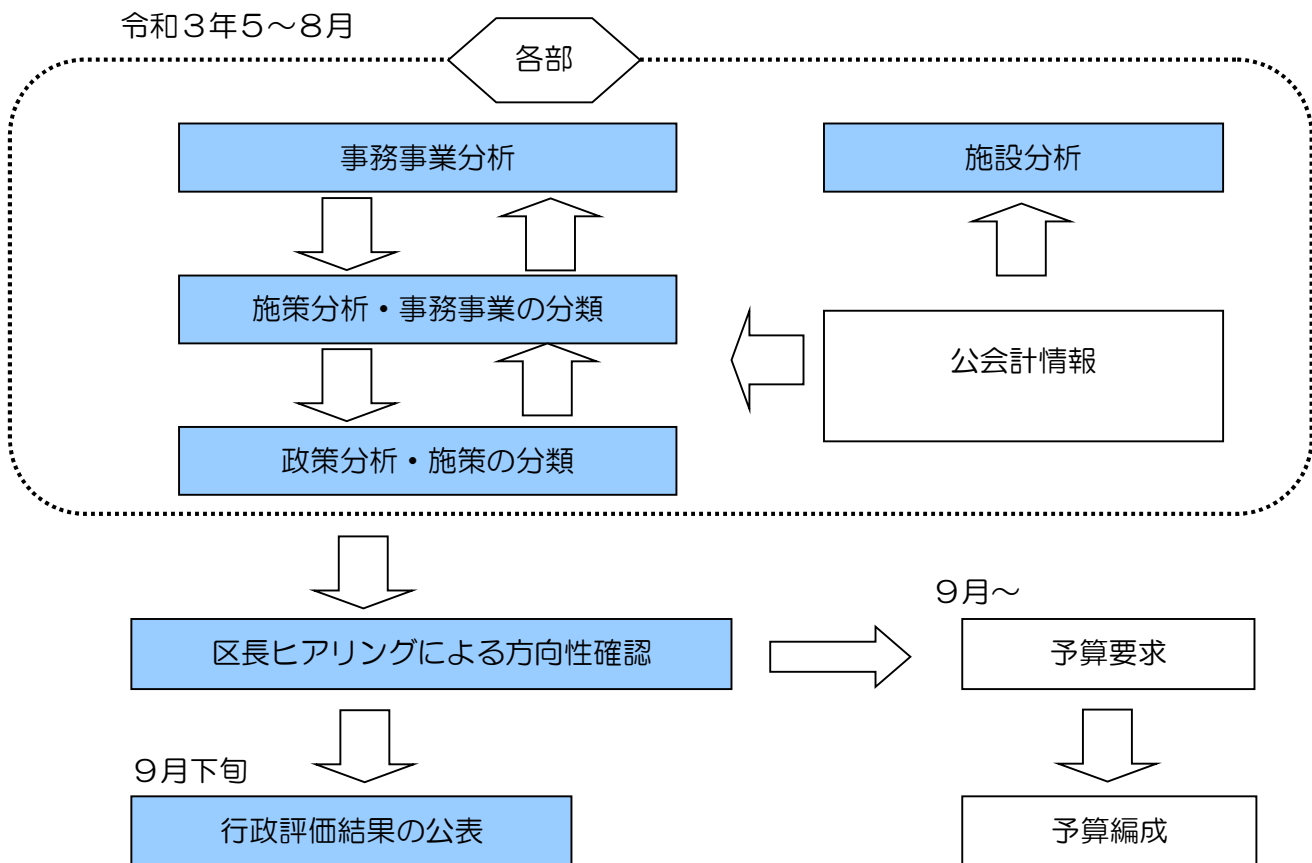 令和３年５～８月
各部
事務事業分析
施設分析
施策分析・事務事業の分類
公会計情報
政策分析・施策の分類
９月～
区長ヒアリングによる方向性確認
予算要求
９月下旬
行政評価結果の公表
予算編成